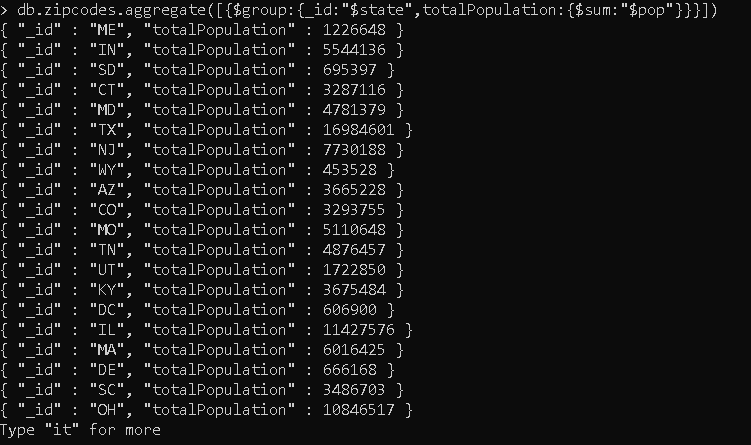 > db.zipcodes.aggregate([{$group:{_id:"$state",totalPopulation:{$sum:"$pop"}}}])
{ "_id" : "ME", "totalPopulation" : 1226648 }
{ "_id" : "IN", "totalPopulation" : 5544136 }
{ "_id" : "SD", "totalPopulation" : 695397 }
{ "_id" : "CT", "totalPopulation" : 3287116 }
{ "_id" : "MD", "totalPopulation" : 4781379 }
{ "_id" : "TX", "totalPopulation" : 16984601 }
{ "_id" : "NJ", "totalPopulation" : 7730188 }
{ "_id" : "WY", "totalPopulation" : 453528 }
{ "_id" : "AZ", "totalPopulation" : 3665228 }
{ "_id" : "CO", "totalPopulation" : 3293755 }
{ "_id" : "MO", "totalPopulation" : 5110648 }
{ "_id" : "TN", "totalPopulation" : 4876457 }
{ "_id" : "UT", "totalPopulation" : 1722850 }
{ "_id" : "KY", "totalPopulation" : 3675484 }
{ "_id" : "DC", "totalPopulation" : 606900 }
{ "_id" : "IL", "totalPopulation" : 11427576 }
{ "_id" : "MA", "totalPopulation" : 6016425 }
{ "_id" : "DE", "totalPopulation" : 666168 }
{ "_id" : "SC", "totalPopulation" : 3486703 }
{ "_id" : "OH", "totalPopulation" : 10846517 }
Type "it" for more